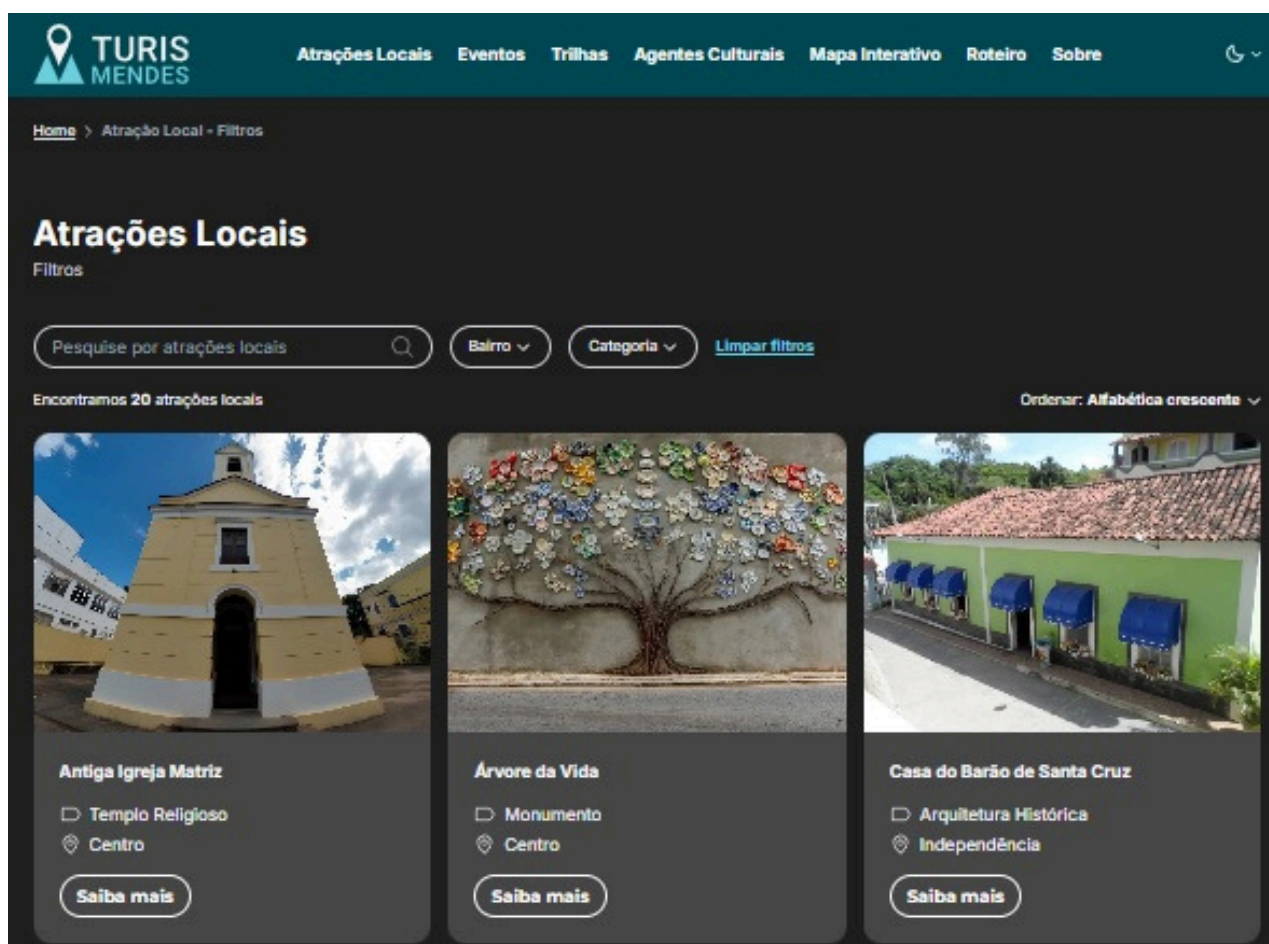 TURIS
MENDES
Atrações Locais Eventos Trilhas Agentes Culturais Mapa Interativo Roteiro Sobre
Home > Atração Local - Filtros
Atrações Locais
Filtros
Pesquise por atrações locais Bairro Categoria Limpar filtros
Encontramos 20 atrações locais Ordenar: Alfabética crescente
Antiga Igreja Matriz
Templo Religioso
Centro
Saiba mais
Árvore da Vida
Monumento
Centro
Saiba mais
Casa do Barão de Santa Cruz
Arquitetura Histórica
Independência
Saiba mais